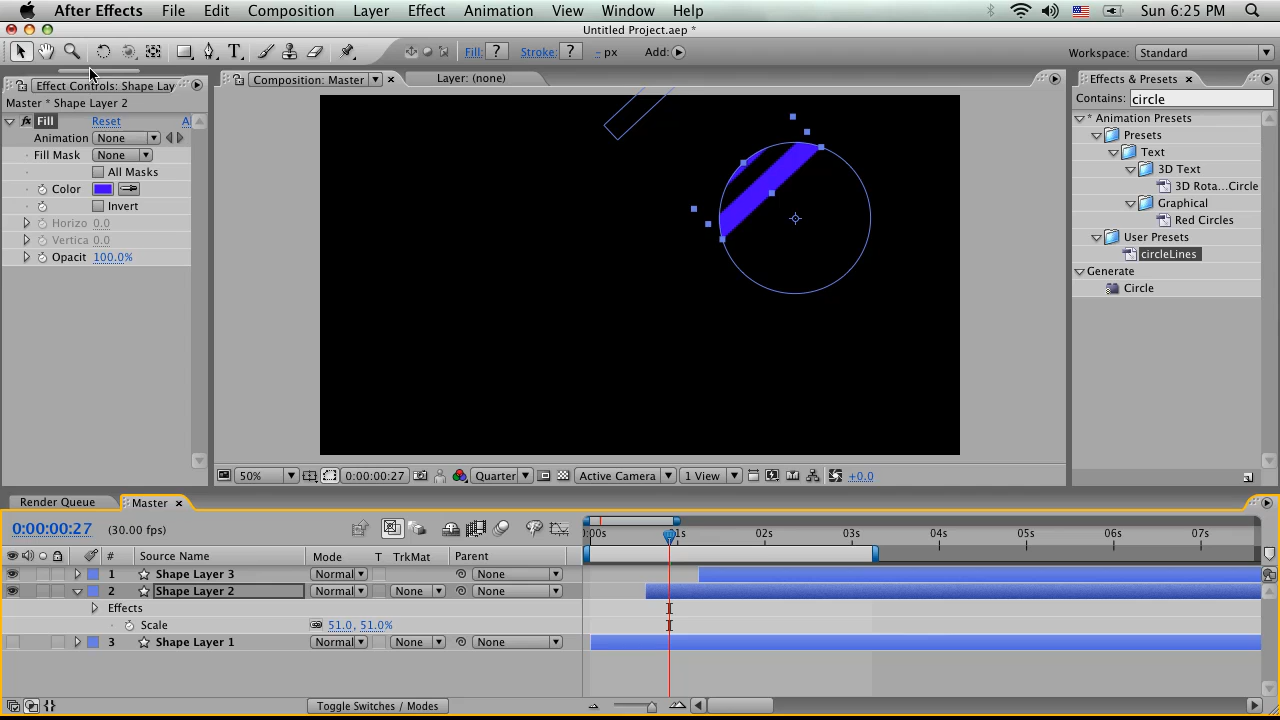 After Effects File Edit Composition Layer Effect Animation View Window Help Sun 6:25 PM
Untitled Project.aep *
Fill: ? Stroke: ? - px Add: Workspace: Standard
Effect Controls: Shape Lay
Composition: Master
Layer: (none)
Effects & Presets
Master * Shape Layer 2
Contains: circle
fx Fill Reset A
Animation None
Fill Mask None
All Masks
Color
Invert
Horizo 0.0
Vertica 0.0
Opacit 100.0%
* Animation Presets
Presets
Text
3D Text
3D Rota...Circle
Graphical
Red Circles
User Presets
circleLines
Generate
Circle
50% 0:00:00:27 Quarter Active Camera 1 View +0.0
Render Queue Master
0:00:00:27 (30.00 fps)
:00s 1s 02s 03s 04s 05s 06s 07s
# Source Name Mode T TrkMat Parent
1 Shape Layer 3 Normal None
2 Shape Layer 2 Normal None None
Effects
Scale 51.0, 51.0%
3 Shape Layer 1 Normal None None
Toggle Switches / Modes